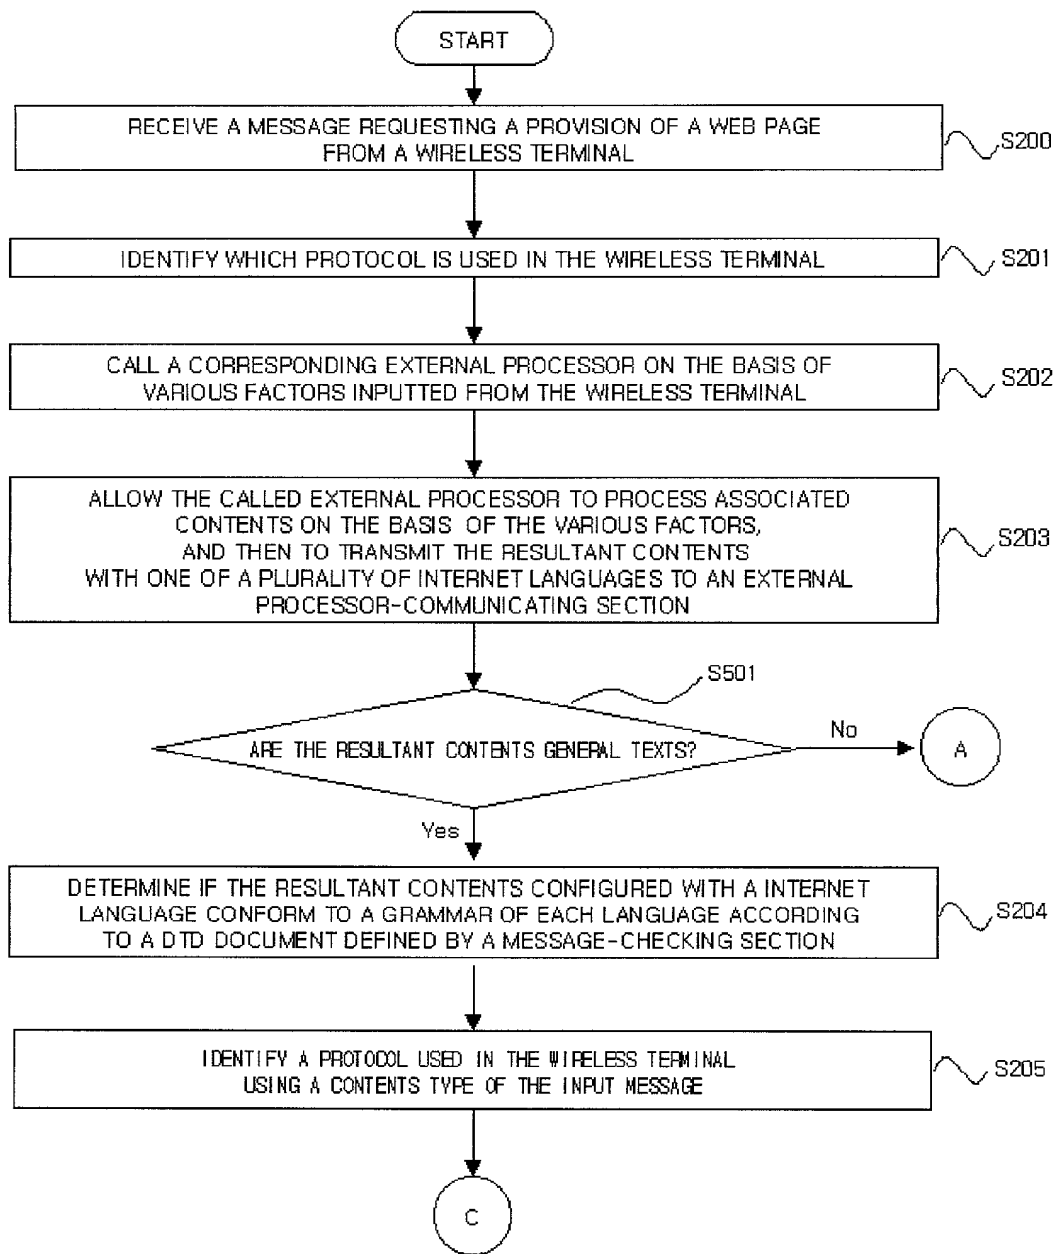 START
RECEIVE A MESSAGE REQUESTING A PROVISION OF A WEB PAGE
FROM A WIRELESS TERMINAL
S200
IDENTIFY WHICH PROTOCOL IS USED IN THE WIRELESS TERMINAL
S201
CALL A CORRESPONDING EXTERNAL PROCESSOR ON THE BASIS OF
VARIOUS FACTORS INPUTTED FROM THE WIRELESS TERMINAL
S202
ALLOW THE CALLED EXTERNAL PROCESSOR TO PROCESS ASSOCIATED
CONTENTS ON THE BASIS OF THE VARIOUS FACTORS,
AND THEN TO TRANSMIT THE RESULTANT CONTENTS
WITH ONE OF A PLURALITY OF INTERNET LANGUAGES TO AN EXTERNAL
PROCESSOR-COMMUNICATING SECTION
S203
S501
ARE THE RESULTANT CONTENTS GENERAL TEXTS?
No
A
Yes
DETERMINE IF THE RESULTANT CONTENTS CONFIGURED WITH A INTERNET
LANGUAGE CONFORM TO A GRAMMAR OF EACH LANGUAGE ACCORDING
TO A DTD DOCUMENT DEFINED BY A MESSAGE-CHECKING SECTION
S204
IDENTIFY A PROTOCOL USED IN THE WIRELESS TERMINAL
USING A CONTENTS TYPE OF THE INPUT MESSAGE
S205
C